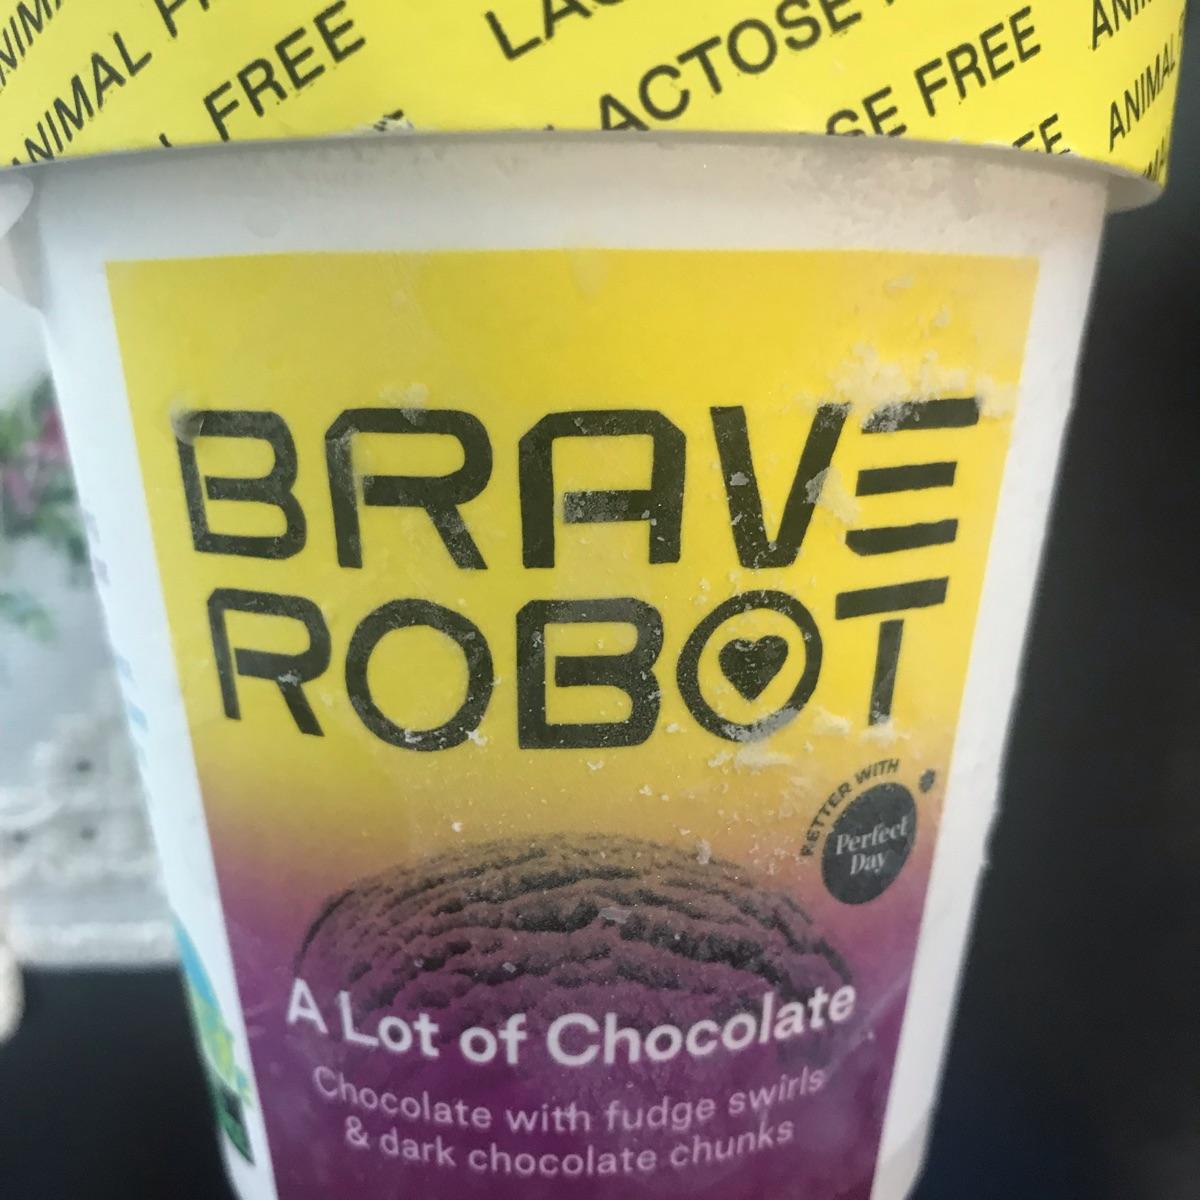 ANIMAL
FREE
ANIMAL
FREE
LACTOSE
FREE
ANIMAL
BRAVE
ROBOT
BETTER WITH
Perfect
Day
A Lot of Chocolate
Chocolate with fudge swirls
& dark chocolate chunks